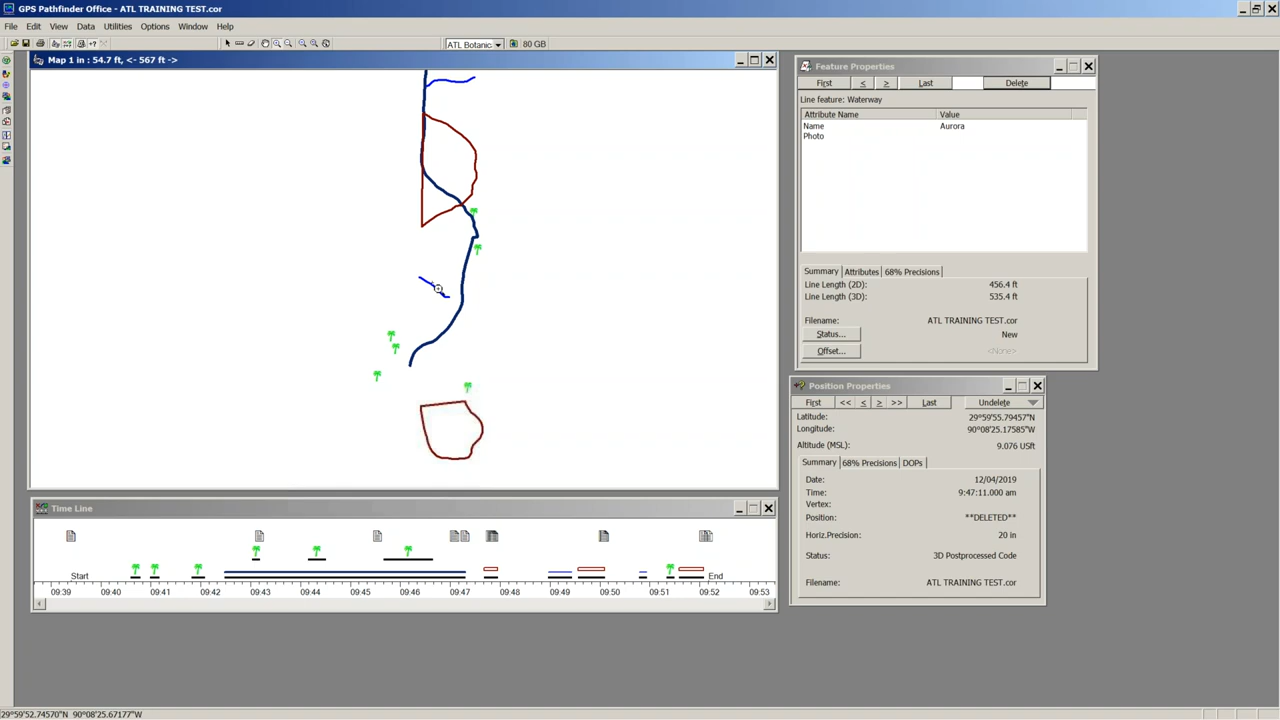 GPS Pathfinder Office - ATL TRAINING TEST.cor
File Edit View Data Utilities Options Window Help
ATL Botanic 80 GB
Map 1 in : 54.7 ft, <- 567 ft ->
Feature Properties
First < > Last Delete
Line feature: Waterway
Attribute Name Value
Name Aurora
Photo
Summary Attributes 68% Precisions
Line Length (2D) 456.4 ft
Line Length (3D) 535.4 ft
Filename: ATL TRAINING TEST.cor
Status... New
Offset... <None>
Position Properties
First << < > >> Last Undelete
Latitude: 29°59'55.79457"N
Longitude: 90°08'25.17585"W
Altitude (MSL): 9.076 USft
Summary 68% Precisions DOPs
Date: 12/04/2019
Time: 9:47:11.000 am
Vertex:
Position: **DELETED**
Horiz.Precision: 20 in
Status: 3D Postprocessed Code
Filename: ATL TRAINING TEST.cor
Time Line
Start End
09:39 09:40 09:41 09:42 09:43 09:44 09:45 09:46 09:47 09:48 09:49 09:50 09:51 09:52 09:53
29°59'52.74570"N 90°08'25.67177"W